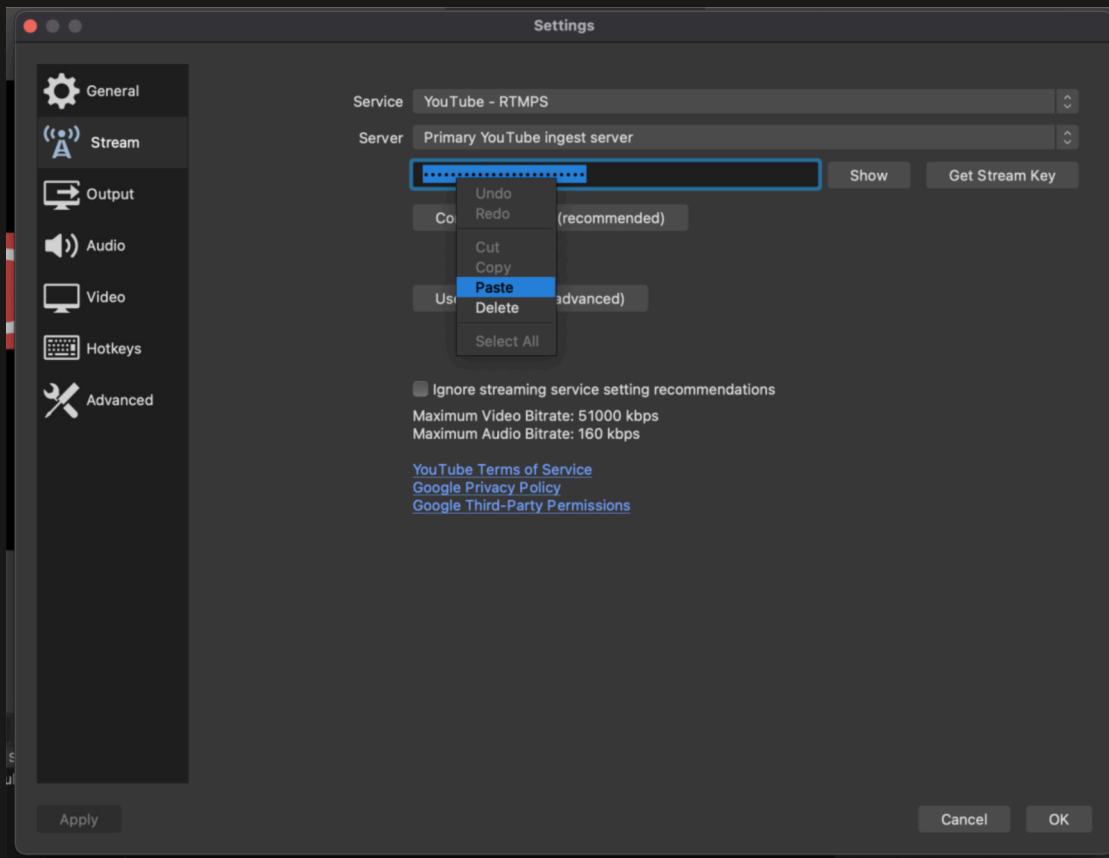 Settings
General
Stream
Output
Audio
Video
Hotkeys
Advanced
Service YouTube - RTMPS
Server Primary YouTube ingest server
•••••••••••••••••••••••• Show Get Stream Key
Undo
Redo
(recommended)
Cut
Copy
Paste
Delete
advanced)
Select All
Ignore streaming service setting recommendations
Maximum Video Bitrate: 51000 kbps
Maximum Audio Bitrate: 160 kbps
YouTube Terms of Service
Google Privacy Policy
Google Third-Party Permissions
Apply Cancel OK